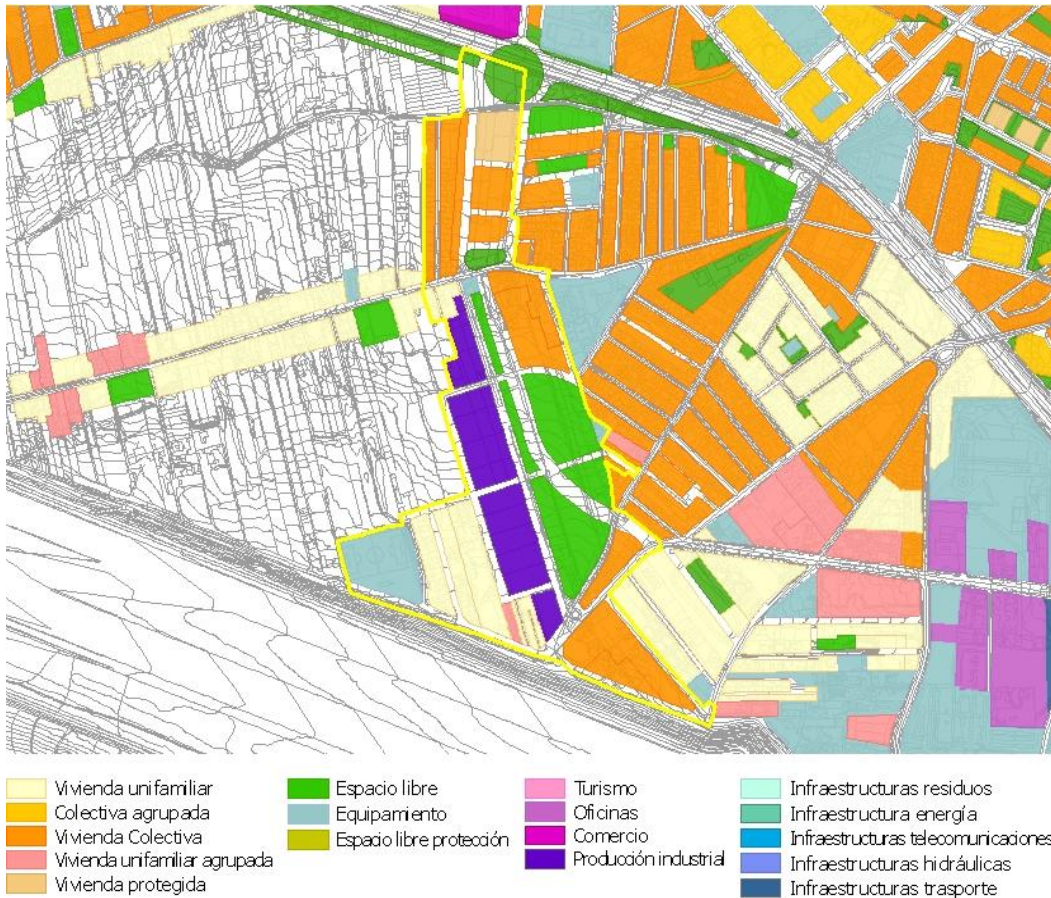 Vivienda unifamiliar
Colectiva agrupada
Vivienda Colectiva
Vivienda unifamiliar agrupada
Vivienda protegida
Espacio libre
Equipamiento
Espacio libre protección
Turismo
Oficinas
Comercio
Producción industrial
Infraestructuras residuos
Infraestructura energía
Infraestructuras telecomunicaciones
Infraestructuras hidráulicas
Infraestructuras trasporte